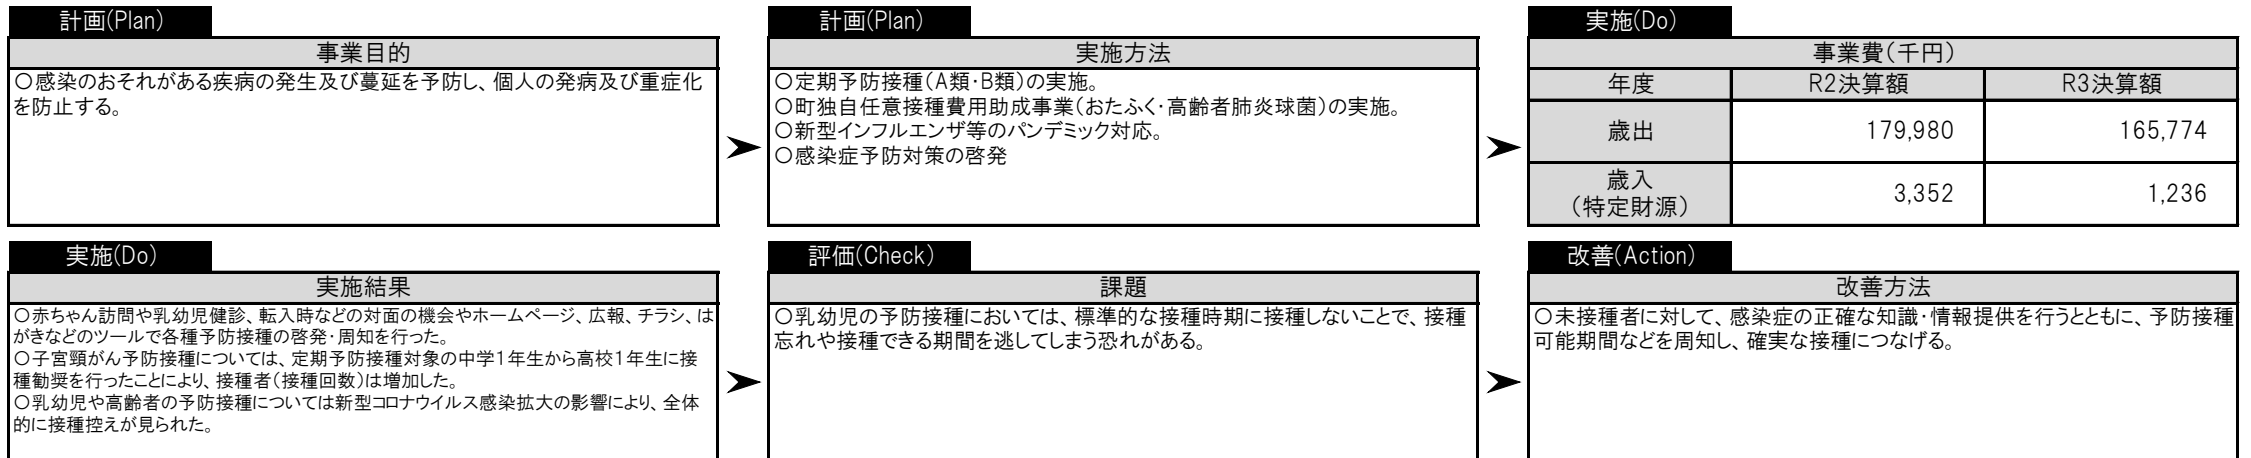 計画(Plan)
事業目的
○感染のおそれがある疾病の発生及び蔓延を予防し、個人の発病及び重症化
を防止する。
計画(Plan)
実施方法
○定期予防接種(A類・B類)の実施。
○町独自任意接種費用助成事業(おたふく・高齢者肺炎球菌)の実施。
○新型インフルエンザ等のパンデミック対応。
○感染症予防対策の啓発
実施(Do)
事業費(千円)
年度 R2決算額 R3決算額
歳出 179,980 165,774
歳入
(特定財源) 3,352 1,236
実施(Do)
実施結果
○赤ちゃん訪問や乳幼児健診、転入時などの対面の機会やホームページ、広報、チラシ、は
がきなどのツールで各種予防接種の啓発・周知を行った。
○子宮頸がん予防接種については、定期予防接種対象の中学1年生から高校1年生に接
種勧奨を行ったことにより、接種者(接種回数)は増加した。
○乳幼児や高齢者の予防接種については新型コロナウイルス感染拡大の影響により、全体
的に接種控えが見られた。
評価(Check)
課題
○乳幼児の予防接種においては、標準的な接種時期に接種しないことで、接種
忘れや接種できる期間を逃してしまう恐れがある。
改善(Action)
改善方法
○未接種者に対して、感染症の正確な知識・情報提供を行うとともに、予防接種
可能期間などを周知し、確実な接種につなげる。